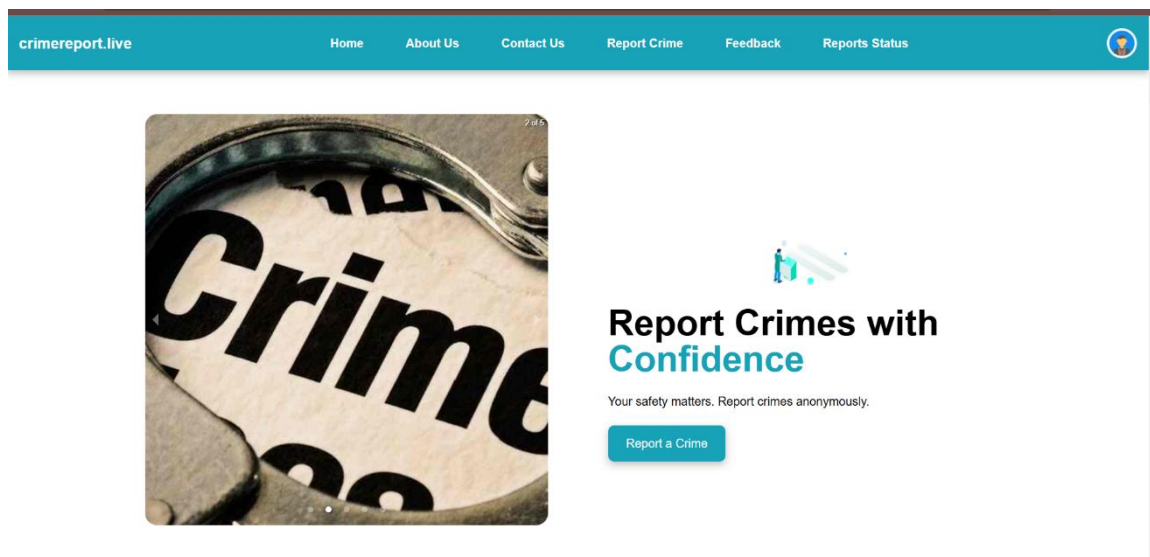 crimereport.live
Home
About Us
Contact Us
Report Crime
Feedback
Reports Status
2 of 5
Crime
Report Crimes with
Confidence
Your safety matters. Report crimes anonymously.
Report a Crime